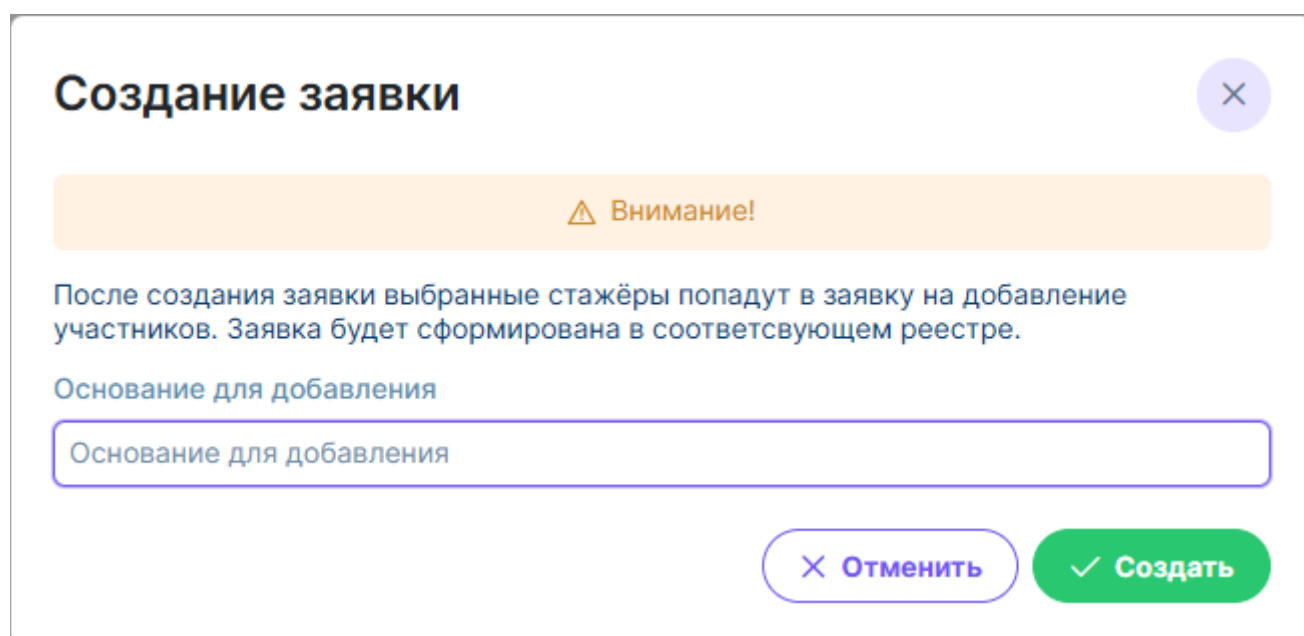 Создание заявки
Внимание!
После создания заявки выбранные стажёры попадут в заявку на добавление
участников. Заявка будет сформирована в соответсвующем реестре.
Основание для добавления
Основание для добавления
Отменить
Создать